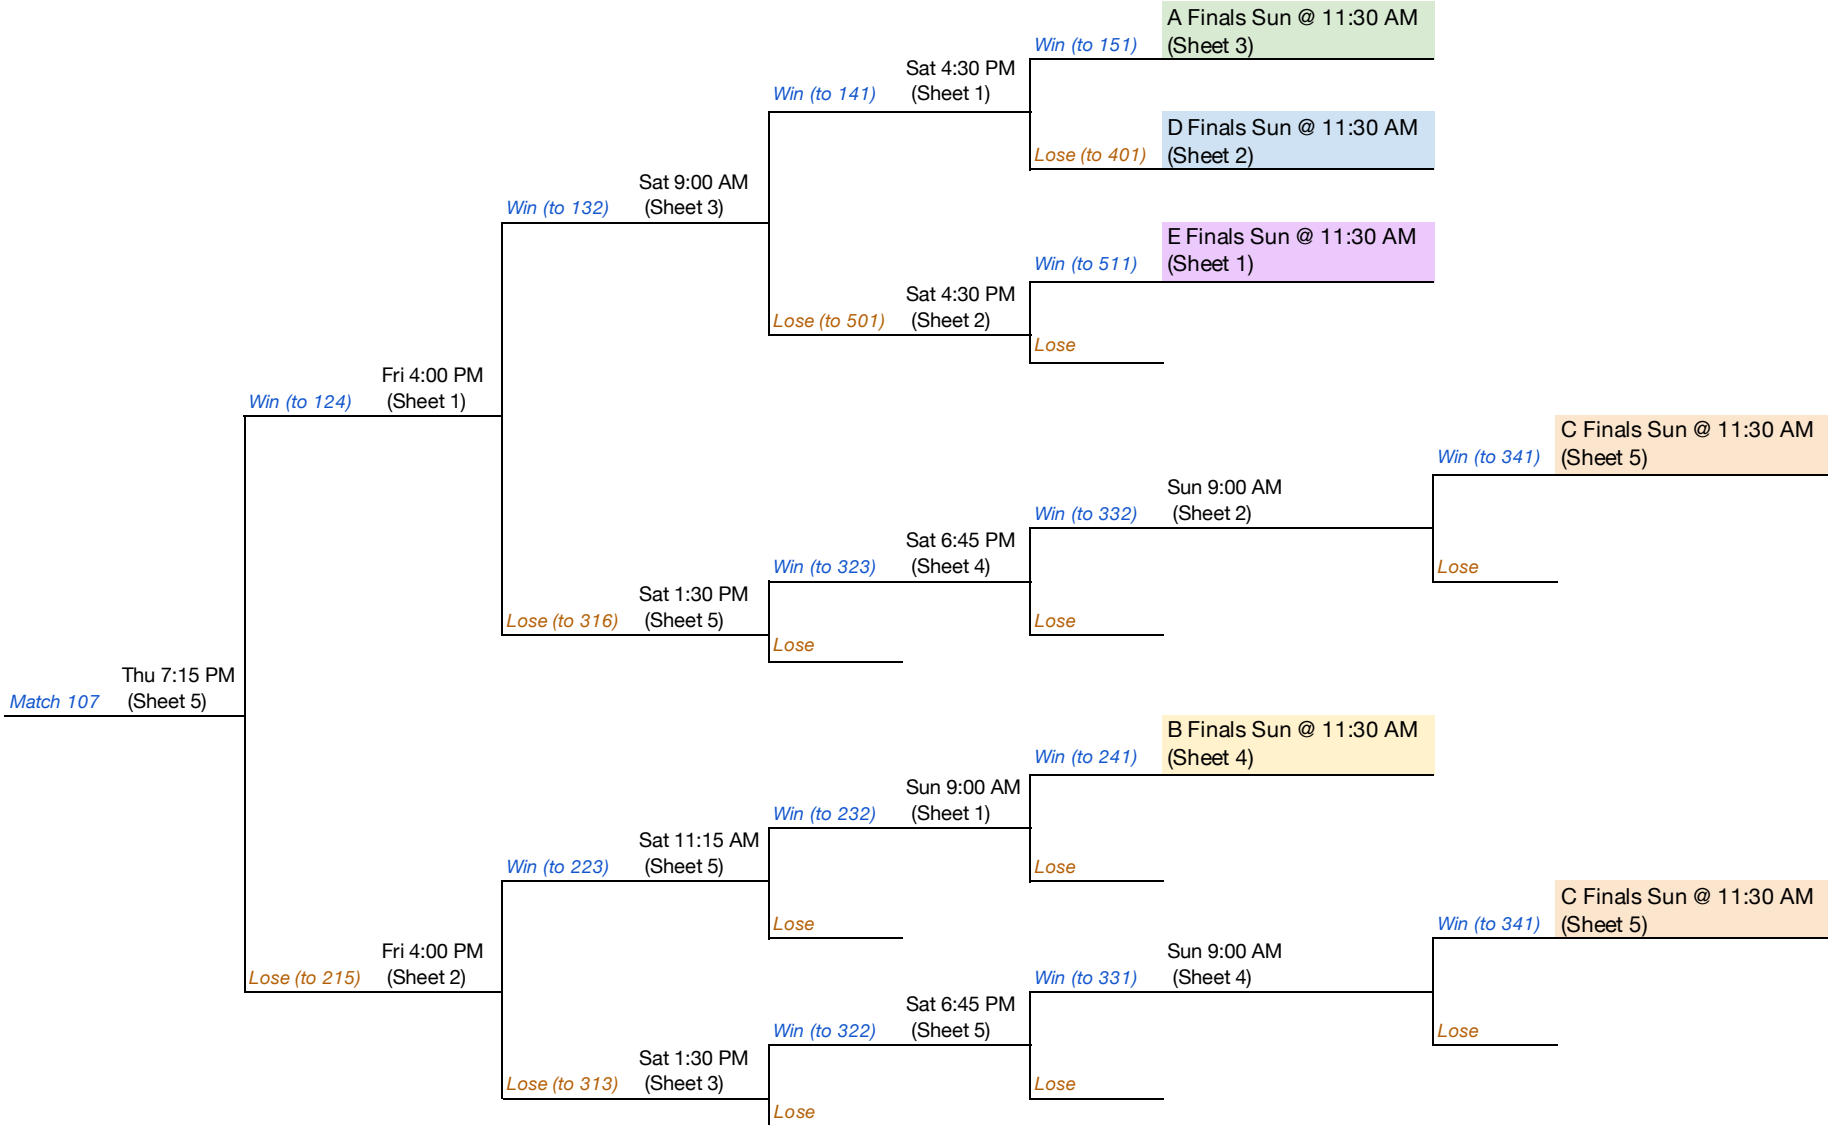 A Finals Sun @ 11:30 AM
Win (to 151)
(Sheet 3)
Sat 4:30 PM
Win (to 141)
(Sheet 1)
D Finals Sun @ 11:30 AM
Lose (to 401)
(Sheet 2)
Sat 9:00 AM
Win (to 132)
(Sheet 3)
E Finals Sun @ 11:30 AM
Win (to 511)
(Sheet 1)
Sat 4:30 PM
Lose (to 501)
(Sheet 2)
Lose
Fri 4:00 PM
Win (to 124)
(Sheet 1)
C Finals Sun @ 11:30 AM
Win (to 341)
(Sheet 5)
Sun 9:00 AM
Win (to 332)
(Sheet 2)
Sat 6:45 PM
Win (to 323)
(Sheet 4)
Lose
Sat 1:30 PM
Lose (to 316)
(Sheet 5)
Lose
Lose
Thu 7:15 PM
Match 107
(Sheet 5)
B Finals Sun @ 11:30 AM
Win (to 241)
(Sheet 4)
Sun 9:00 AM
Win (to 232)
(Sheet 1)
Sat 11:15 AM
Win (to 223)
(Sheet 5)
Lose
Lose
C Finals Sun @ 11:30 AM
Win (to 341)
(Sheet 5)
Fri 4:00 PM
Lose (to 215)
(Sheet 2)
Sun 9:00 AM
Win (to 331)
(Sheet 4)
Sat 6:45 PM
Win (to 322)
(Sheet 5)
Lose
Sat 1:30 PM
Lose (to 313)
(Sheet 3)
Lose
Lose